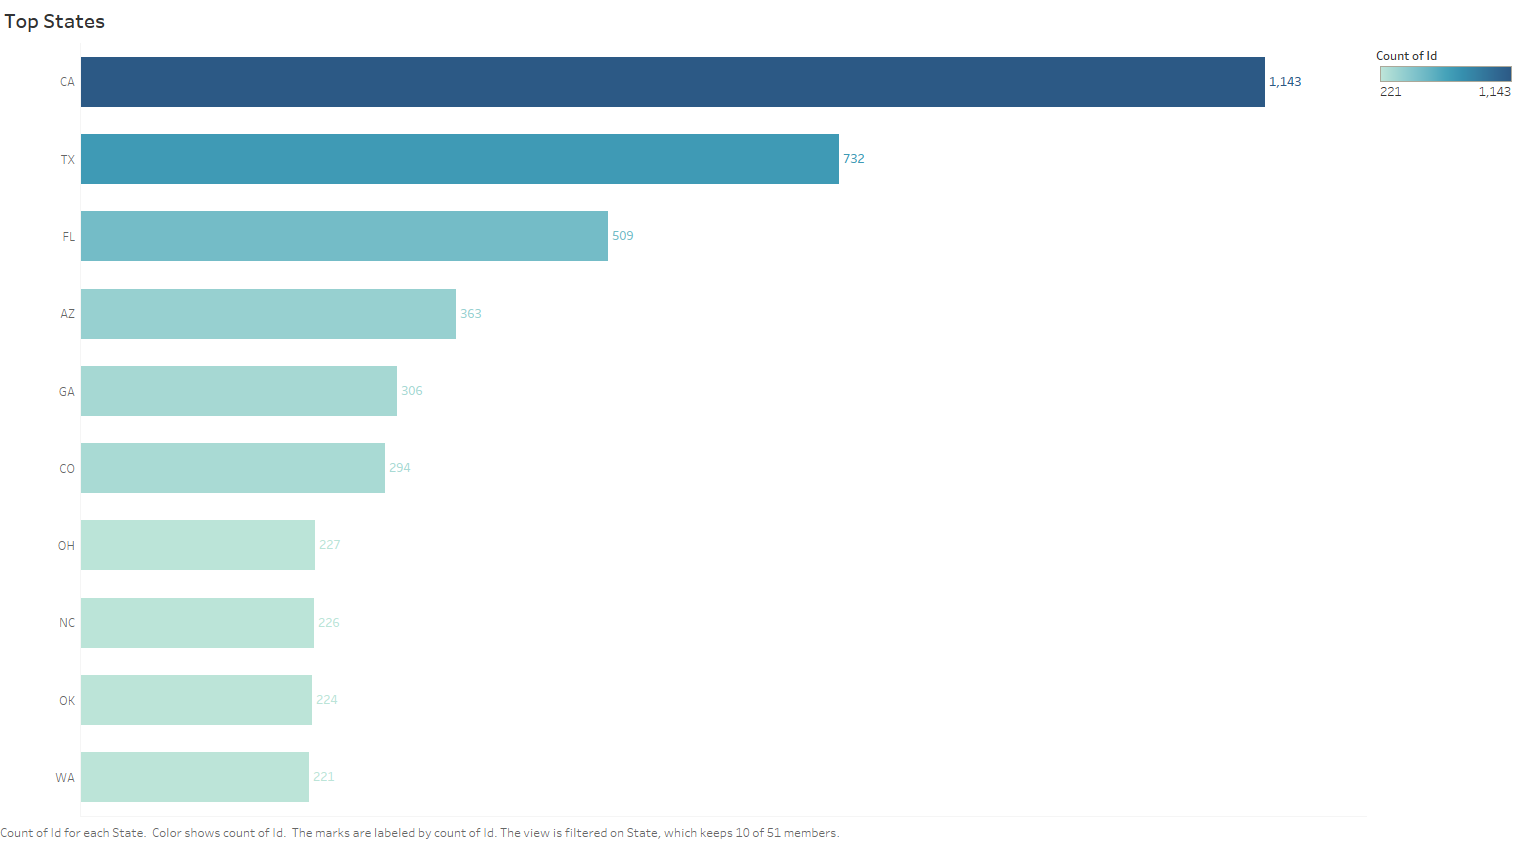 Top States
Count of Id
221 1,143
CA 1,143
TX 732
FL 509
AZ 363
GA 306
CO 294
OH 227
NC 226
OK 224
WA 221
Count of Id for each State.  Color shows count of Id.  The marks are labeled by count of Id. The view is filtered on State, which keeps 10 of 51 members.